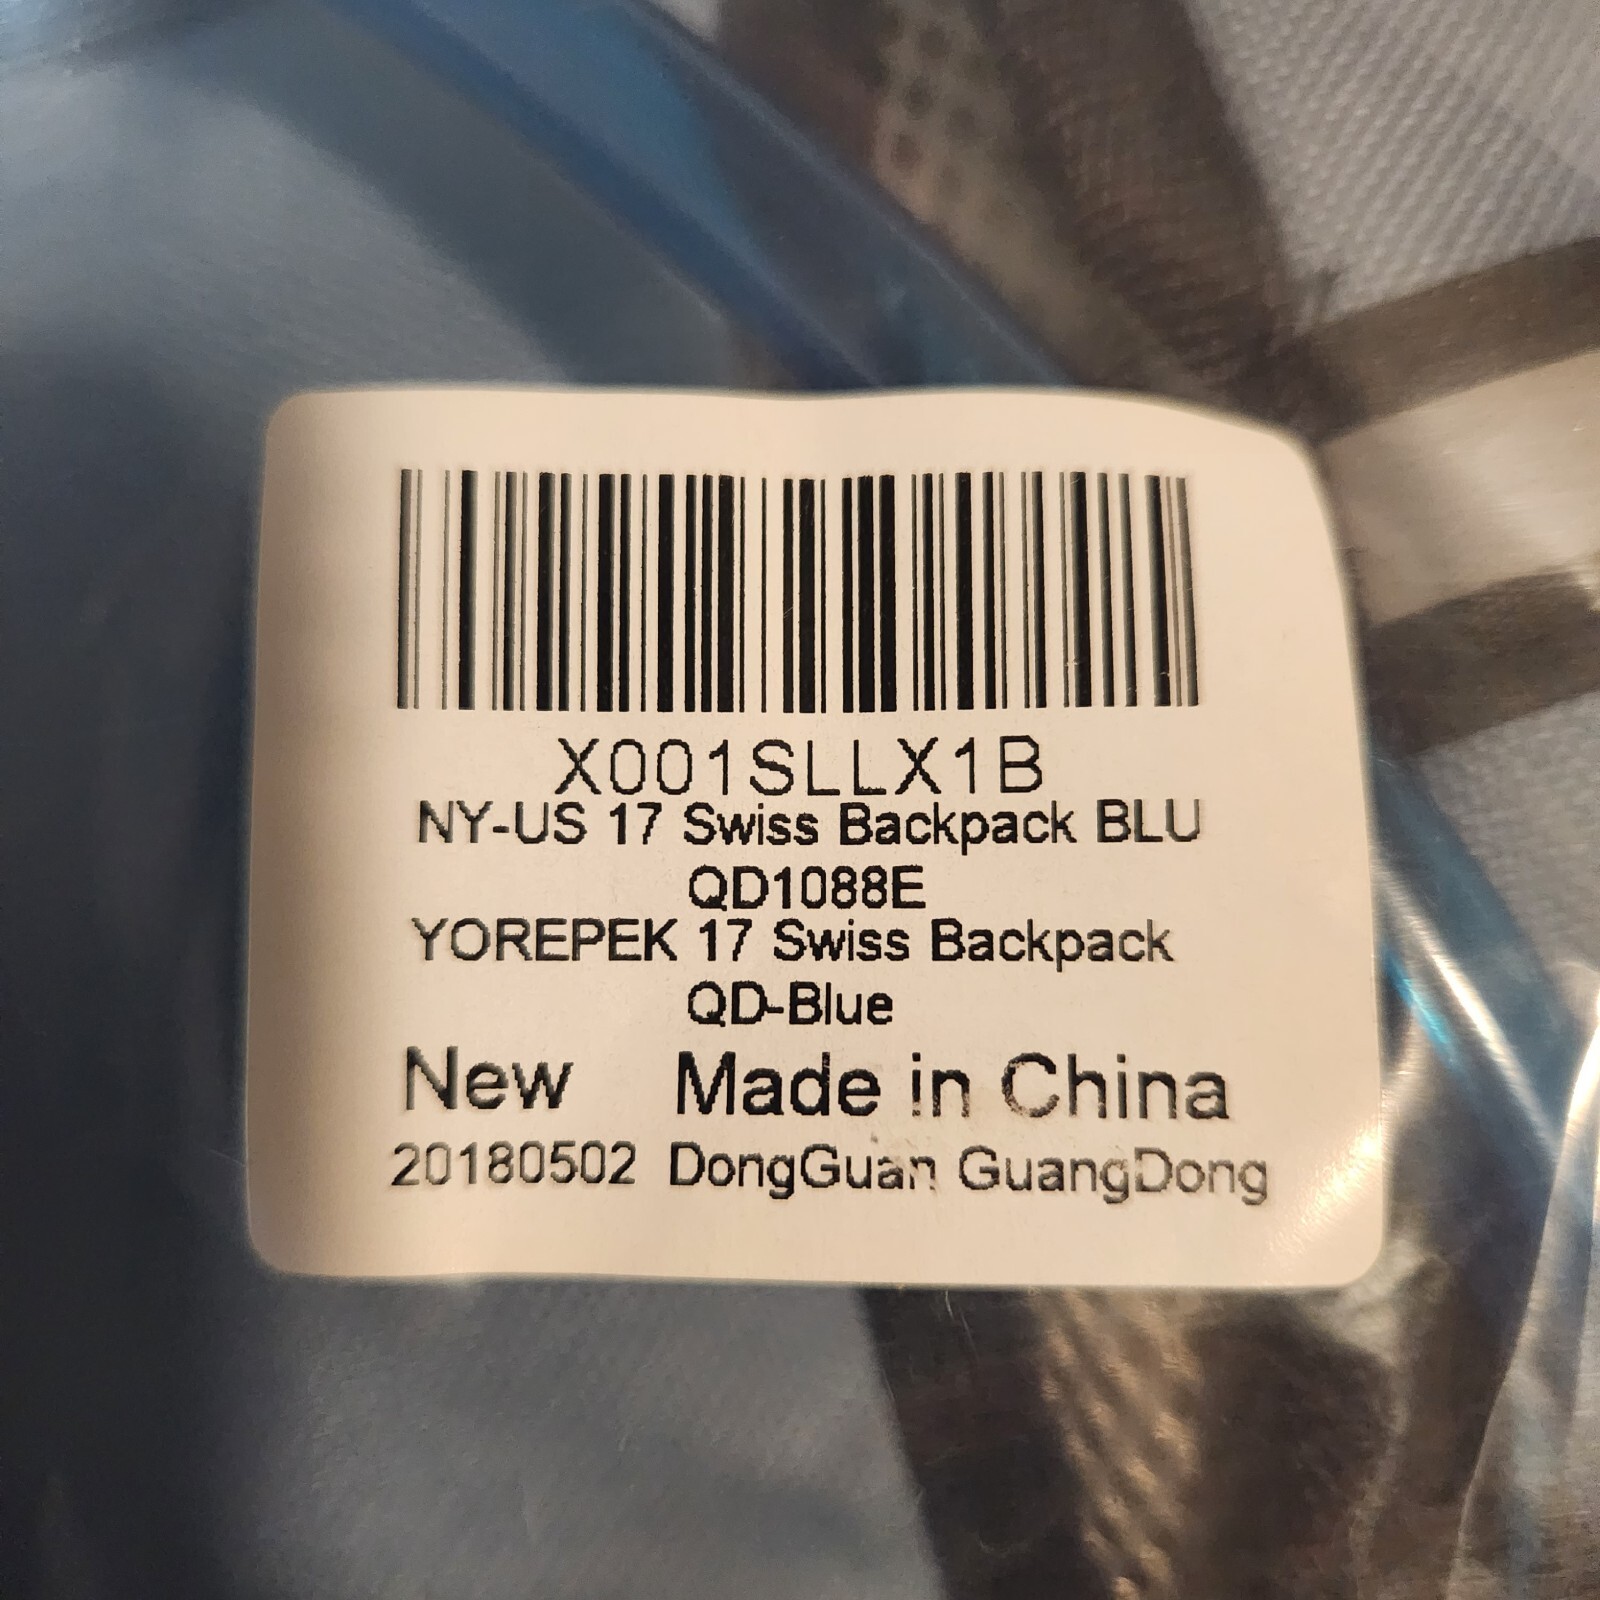 X001SLLX1B
NY-US 17 Swiss Backpack BLU
QD1088E
YOREPEK 17 Swiss Backpack
QD-Blue
New Made in China
20180502 DongGuan GuangDong